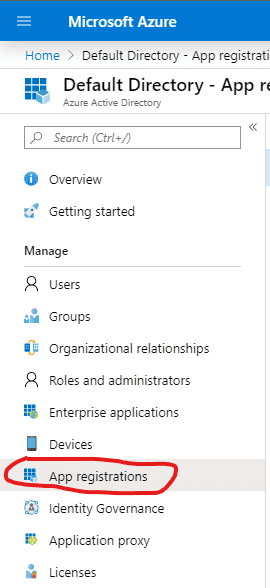 Microsoft Azure
Home > Default Directory - App registration
Default Directory - App re
Azure Active Directory
Search (Ctrl+/)
«
Overview
Getting started
Manage
Users
Groups
Organizational relationships
Roles and administrators
Enterprise applications
Devices
App registrations
Identity Governance
Application proxy
Licenses